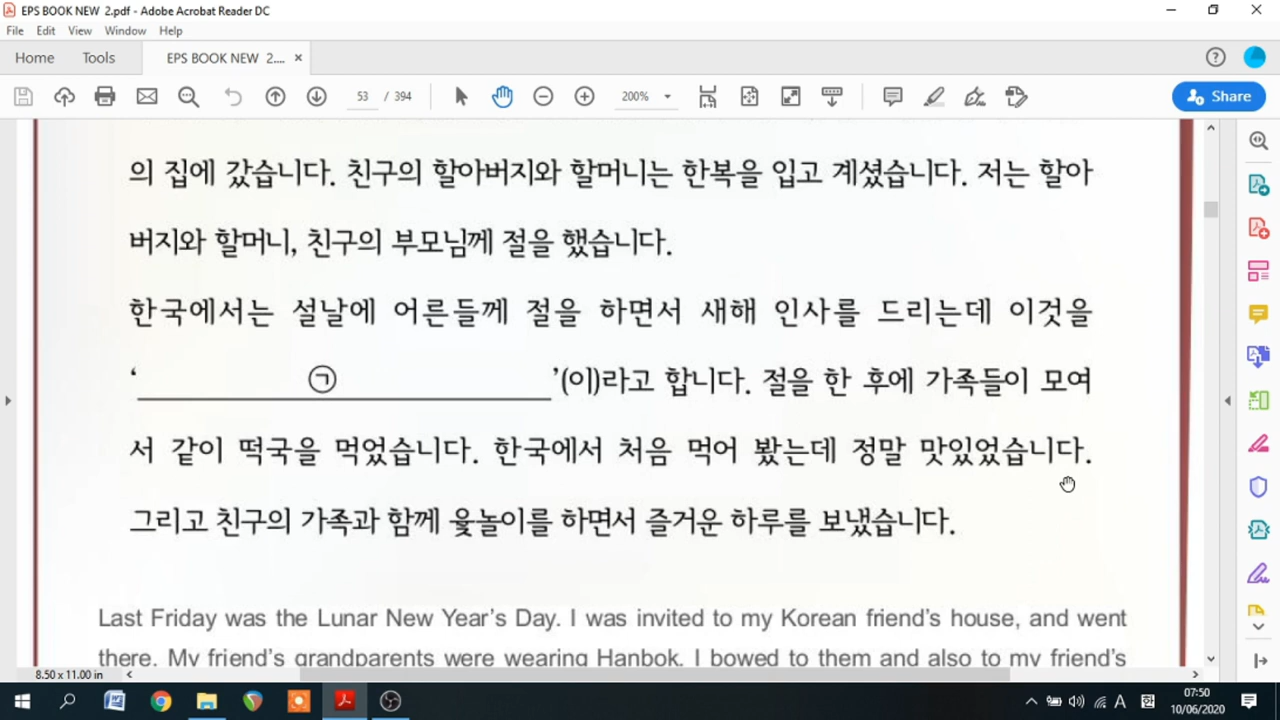 EPS BOOK NEW 2.pdf - Adobe Acrobat Reader DC
File Edit View Window Help
Home Tools EPS BOOK NEW 2.... ×
53 / 394 200% Share
의 집에 갔습니다. 친구의 할아버지와 할머니는 한복을 입고 계셨습니다. 저는 할아
버지와 할머니, 친구의 부모님께 절을 했습니다.
한국에서는 설날에 어른들께 절을 하면서 새해 인사를 드리는데 이것을
‘ ㉠ ’(이)라고 합니다. 절을 한 후에 가족들이 모여
서 같이 떡국을 먹었습니다. 한국에서 처음 먹어 봤는데 정말 맛있었습니다.
그리고 친구의 가족과 함께 윷놀이를 하면서 즐거운 하루를 보냈습니다.
Last Friday was the Lunar New Year’s Day. I was invited to my Korean friend’s house, and went
there. My friend’s grandparents were wearing Hanbok. I bowed to them and also to my friend’s
8.50 x 11.00 in
A 한 07:50
10/06/2020